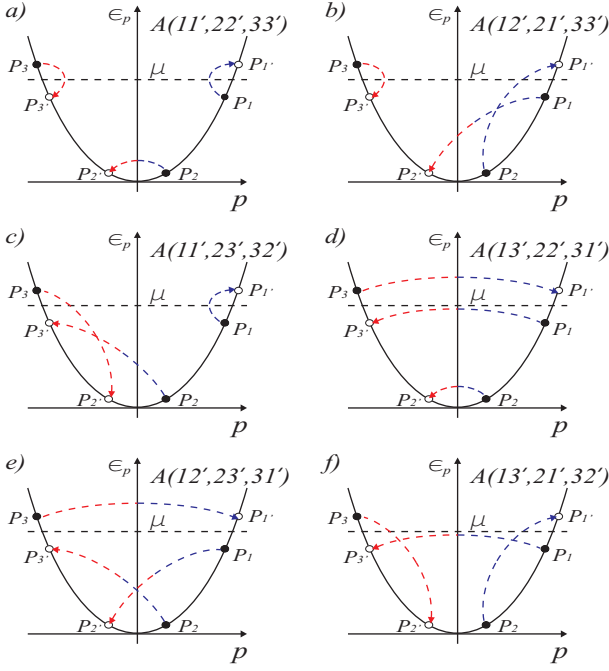 a) ϵp A(11′,22′,33′)
P3 μ P1′
P3′ P1
P2′ P2
p
b) ϵp A(12′,21′,33′)
P3 μ P1′
P3′ P1
P2′ P2
p
c) ϵp A(11′,23′,32′)
P3 μ P1′
P3′ P1
P2′ P2
p
d) ϵp A(13′,22′,31′)
P3 μ P1′
P3′ P1
P2′ P2
p
e) ϵp A(12′,23′,31′)
P3 μ P1′
P3′ P1
P2′ P2
p
f) ϵp A(13′,21′,32′)
P3 μ P1′
P3′ P1
P2′ P2
p